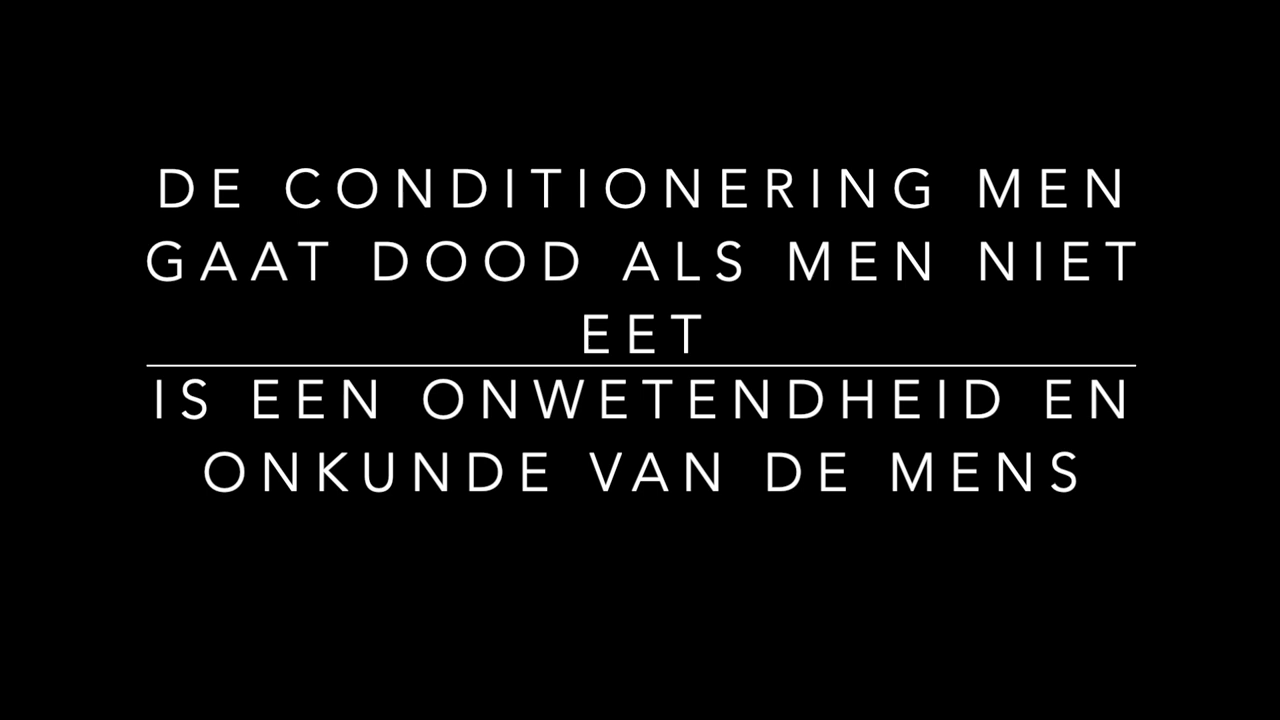 DE CONDITIONERING MEN
GAAT DOOD ALS MEN NIET
EET
IS EEN ONWETENDHEID EN
ONKUNDE VAN DE MENS